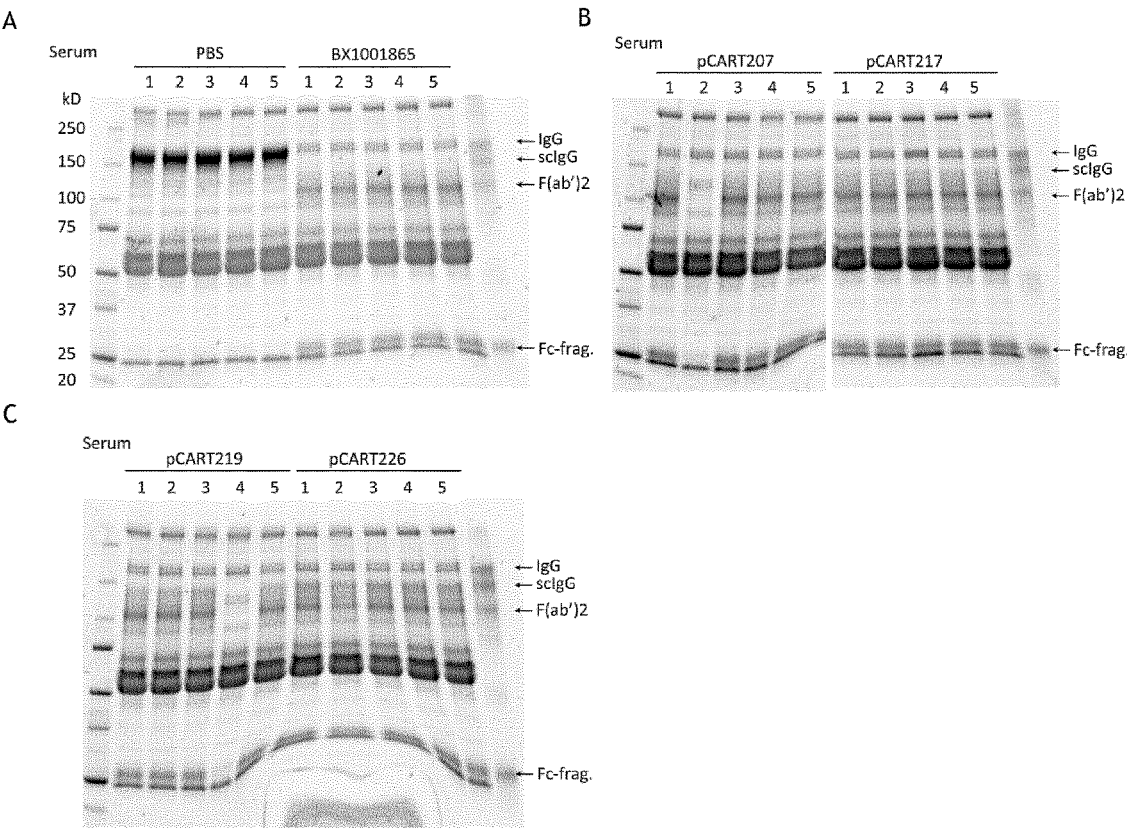 A
Serum
PBS BX1001865
1 2 3 4 5 1 2 3 4 5
kD
250
150
100
75
50
37
25
20
IgG
scIgG
F(ab')2
Fc-frag.
B
Serum
pCART207 pCART217
1 2 3 4 5 1 2 3 4 5
IgG
scIgG
F(ab')2
Fc-frag.
C
Serum
pCART219 pCART226
1 2 3 4 5 1 2 3 4 5
IgG
scIgG
F(ab')2
Fc-frag.